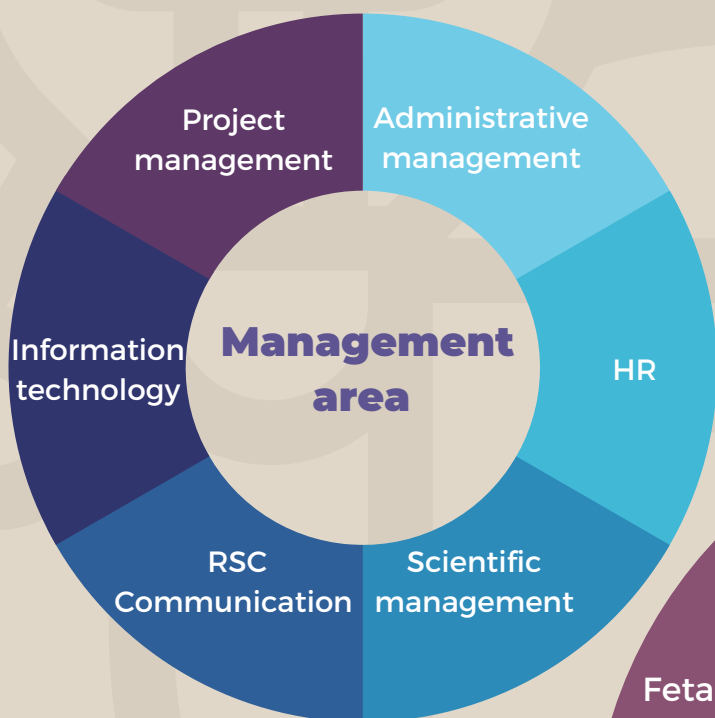 Project
management
Administrative
management
Information
technology
Management
area
HR
RSC
Communication
Scientific
management
Feta